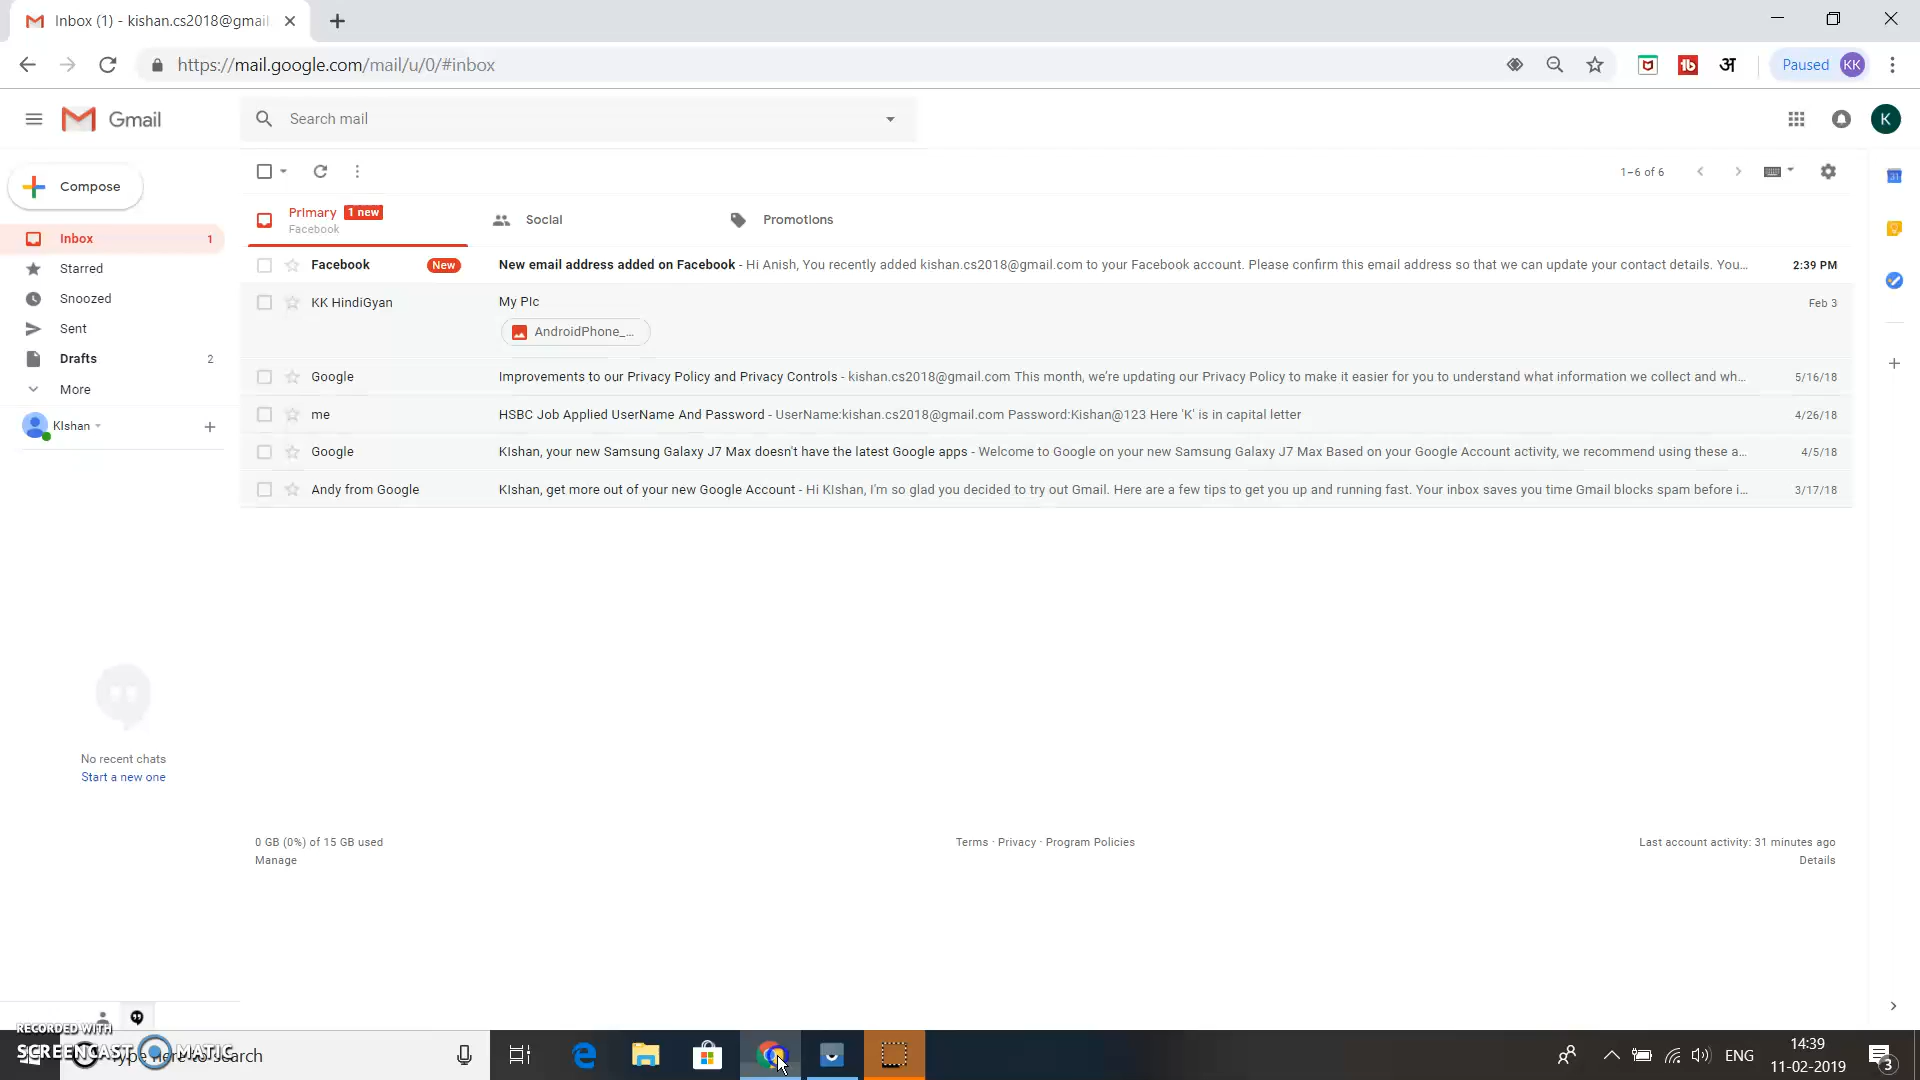 Inbox (1) - kishan.cs2018@gmail
https://mail.google.com/mail/u/0/#inbox
Paused KK
Gmail
Search mail
K
Compose
1–6 of 6
Primary 1 new
Facebook
Social
Promotions
Inbox 1
Starred
Snoozed
Sent
Drafts 2
More
KIshan
Facebook New New email address added on Facebook - Hi Anish, You recently added kishan.cs2018@gmail.com to your Facebook account. Please confirm this email address so that we can update your contact details. You... 2:39 PM
KK HindiGyan My Pic Feb 3
AndroidPhone_...
Google Improvements to our Privacy Policy and Privacy Controls - kishan.cs2018@gmail.com This month, we're updating our Privacy Policy to make it easier for you to understand what information we collect and wh... 5/16/18
me HSBC Job Applied UserName And Password - UserName:kishan.cs2018@gmail.com Password:Kishan@123 Here 'K' is in capital letter 4/26/18
Google KIshan, your new Samsung Galaxy J7 Max doesn't have the latest Google apps - Welcome to Google on your new Samsung Galaxy J7 Max Based on your Google Account activity, we recommend using these a... 4/5/18
Andy from Google KIshan, get more out of your new Google Account - Hi KIshan, I'm so glad you decided to try out Gmail. Here are a few tips to get you up and running fast. Your inbox saves you time Gmail blocks spam before i... 3/17/18
No recent chats
Start a new one
0 GB (0%) of 15 GB used
Manage
Terms · Privacy · Program Policies
Last account activity: 31 minutes ago
Details
RECORDED WITH
SCREENCAST MATIC
Type here to search
ENG
14:39
11-02-2019
3